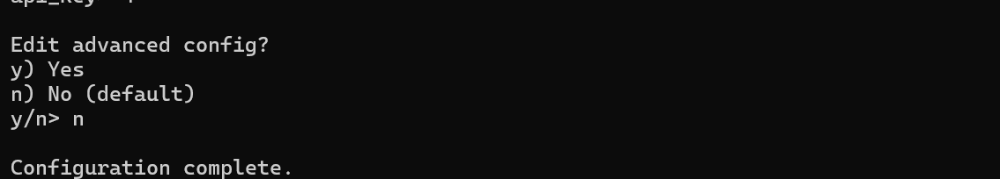 Edit advanced config?
y) Yes
n) No (default)
y/n> n
Configuration complete.